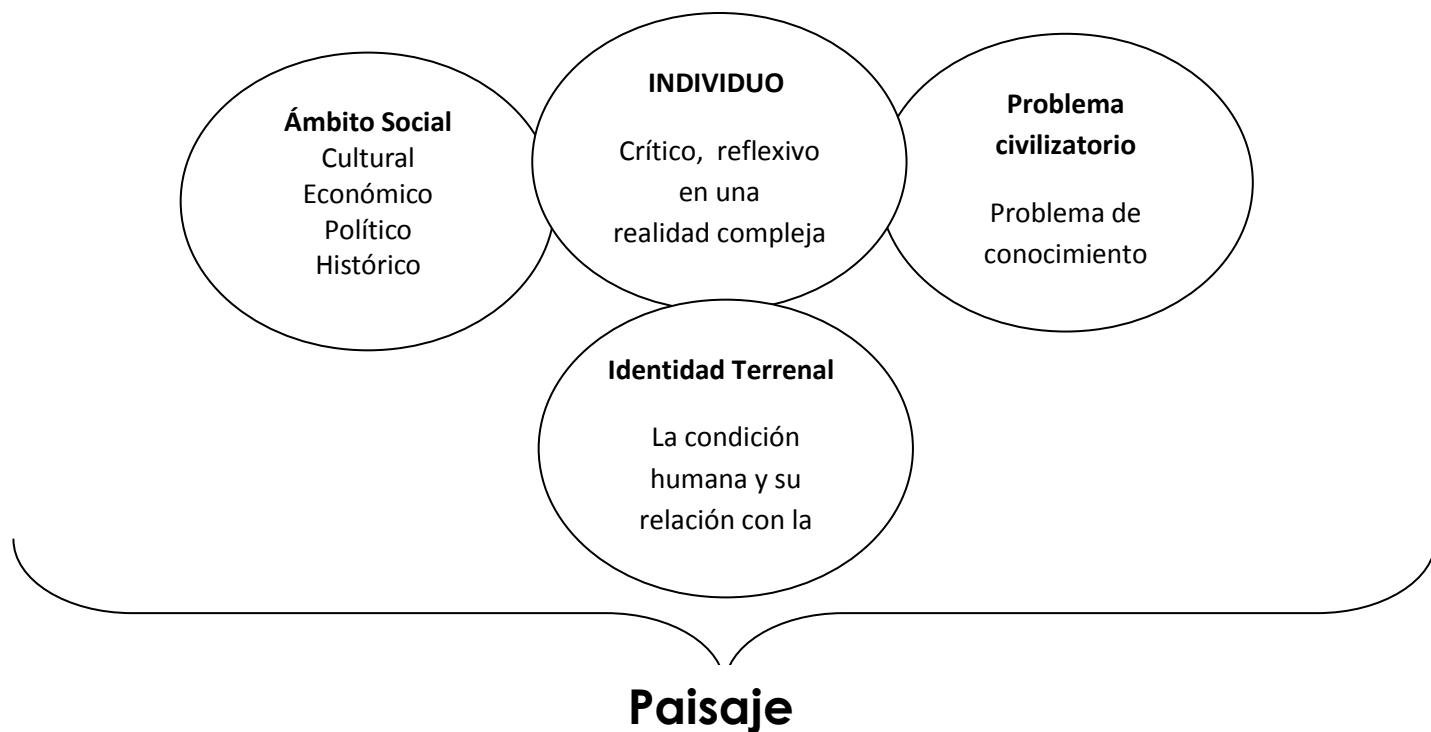 Ámbito Social
Cultural
Económico
Político
Histórico
INDIVIDUO
Crítico, reflexivo
en una
realidad compleja
Problema
civilizatorio
Problema de
conocimiento
Identidad Terrenal
La condición
humana y su
relación con la
Paisaje